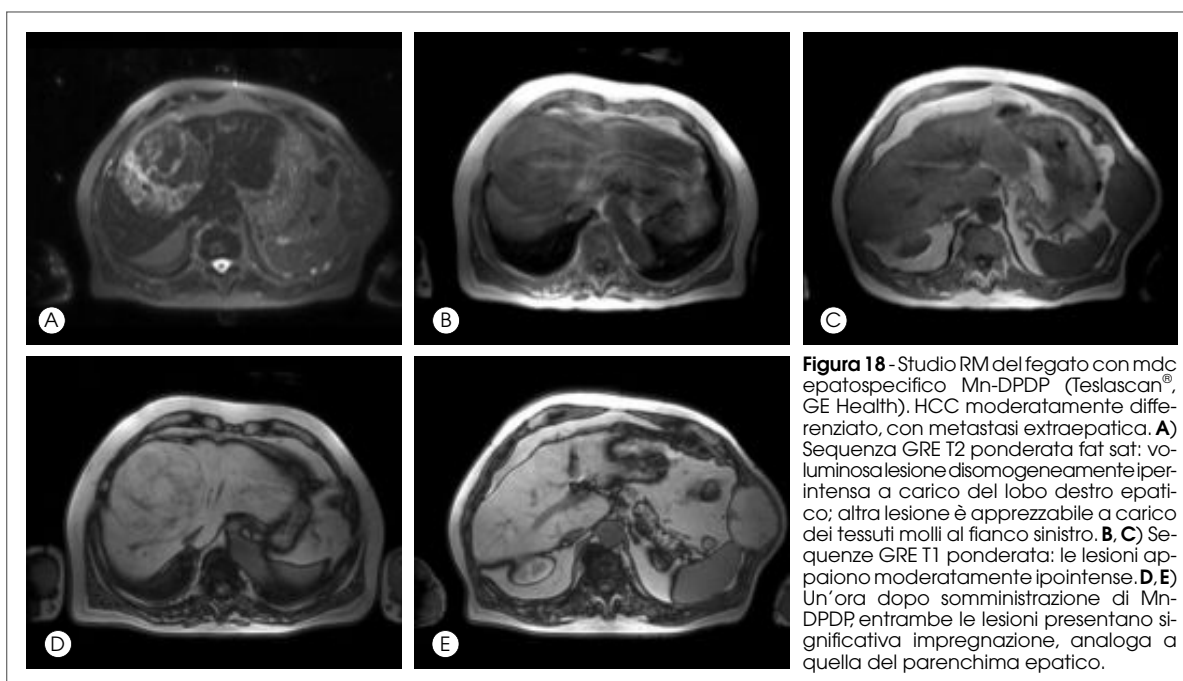 A
B
C
D
E
Figura 18 - Studio RM del fegato con mdc
epatospecifico Mn-DPDP (Teslascan®,
GE Health). HCC moderatamente diffe-
renziato, con metastasi extraepatica. A)
Sequenza GRE T2 ponderata fat sat: vo-
luminosa lesione disomogeneamente iper-
intensa a carico del lobo destro epati-
co; altra lesione è apprezzabile a carico
dei tessuti molli al fianco sinistro. B, C) Se-
quenze GRE T1 ponderata: le lesioni ap-
paiono moderatamente ipointense. D, E)
Un'ora dopo somministrazione di Mn-
DPDP, entrambe le lesioni presentano si-
gnificativa impregnazione, analoga a
quella del parenchima epatico.